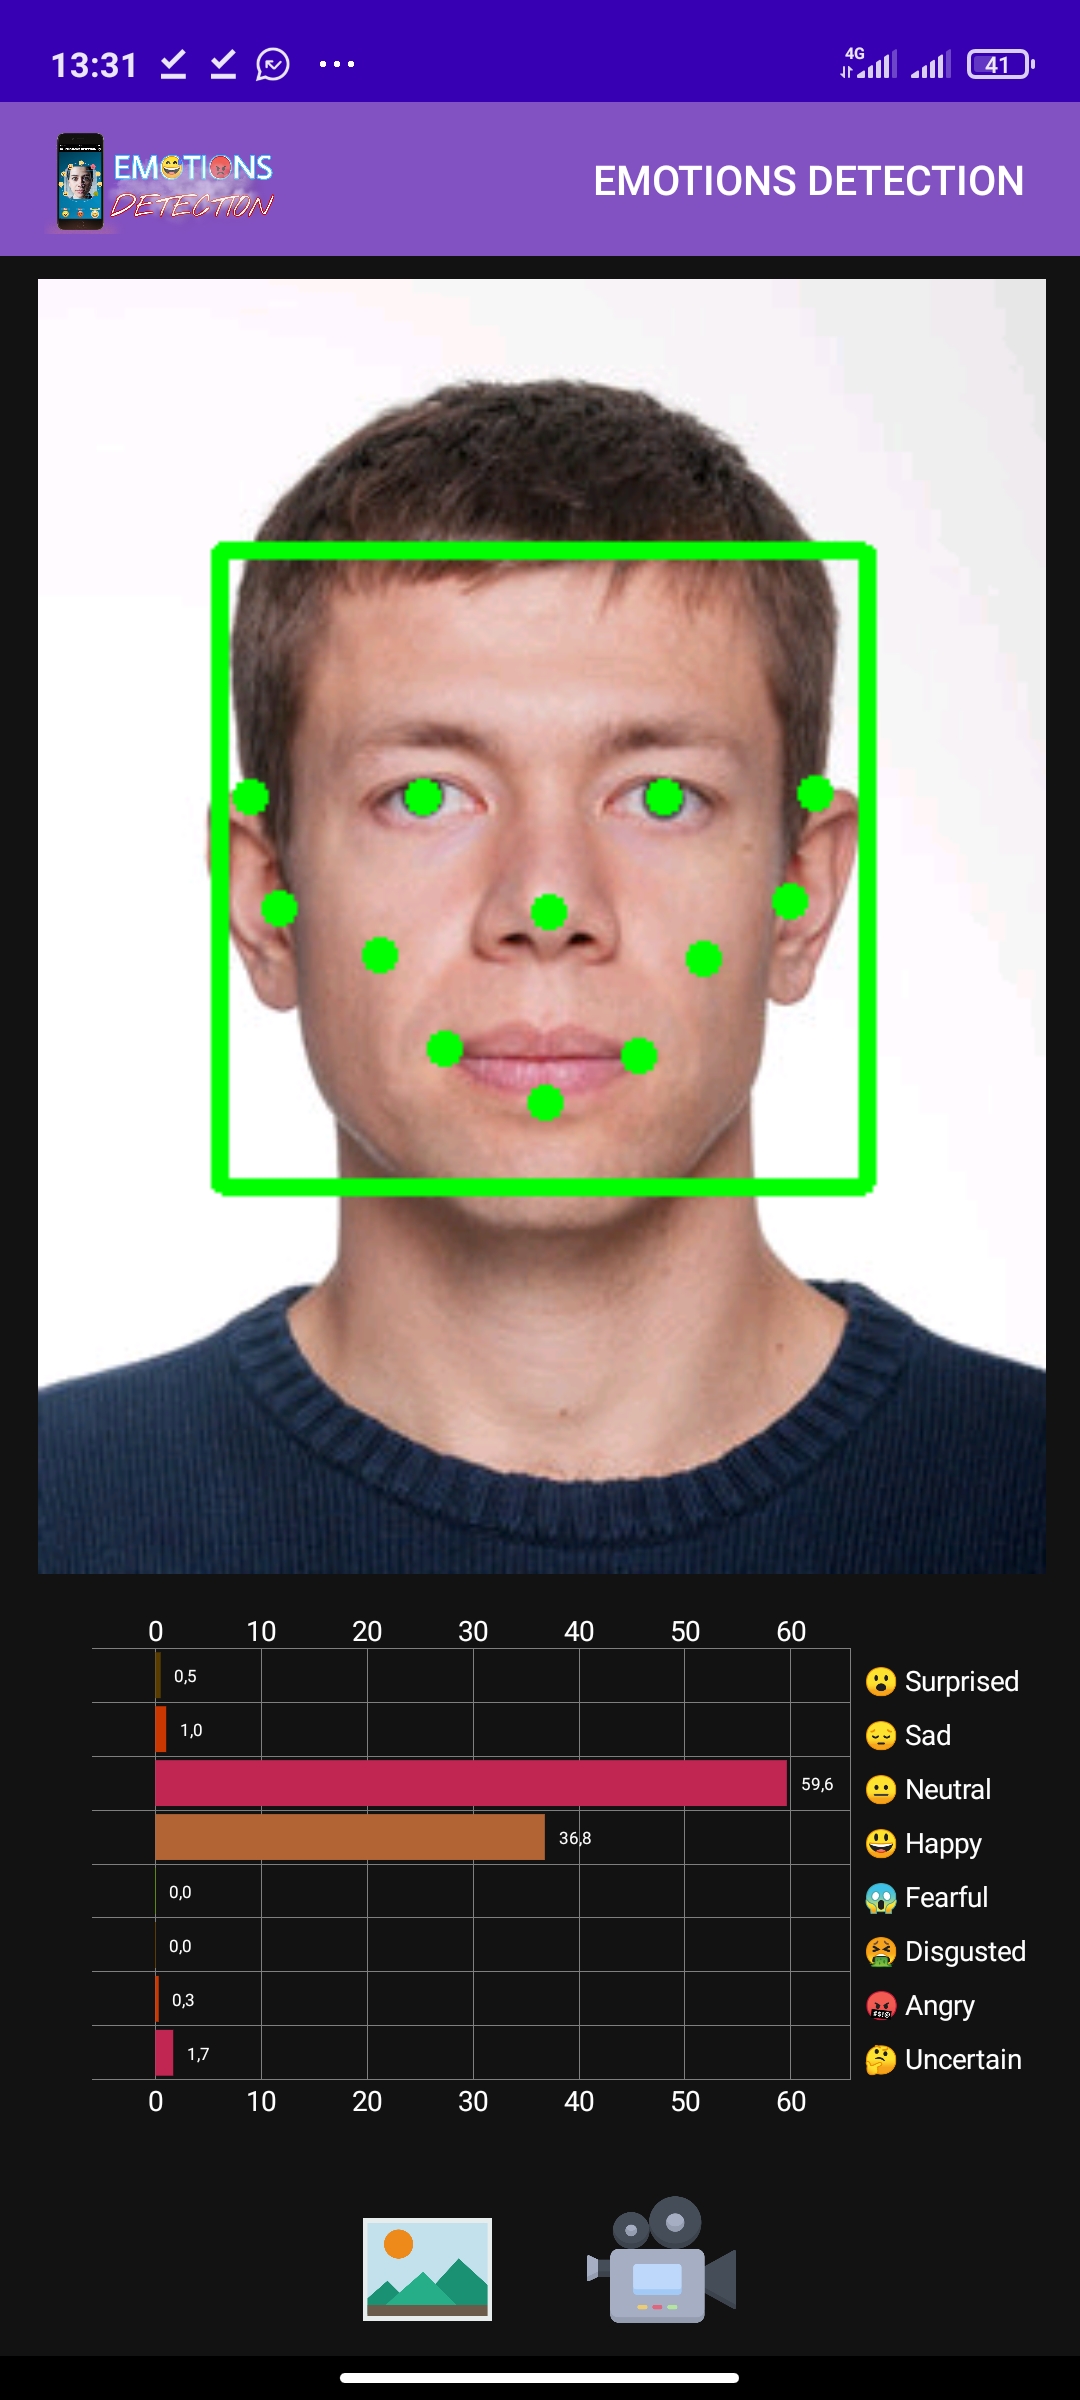 13:31
4G
41
EMOTIONS
DETECTION
EMOTIONS DETECTION
0 10 20 30 40 50 60
0,5 Surprised
1,0 Sad
59,6 Neutral
36,8 Happy
0,0 Fearful
0,0 Disgusted
0,3 Angry
1,7 Uncertain
0 10 20 30 40 50 60